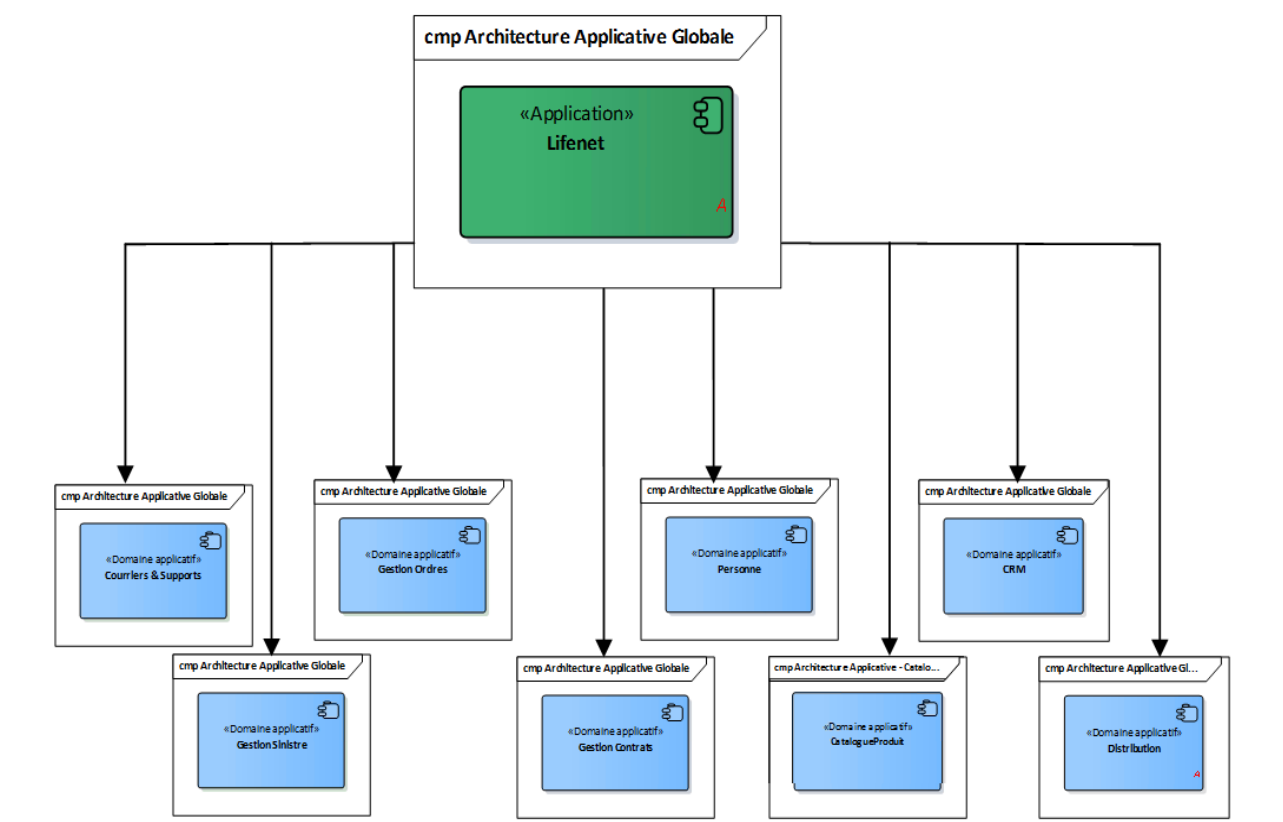 cmp Architecture Applicative Globale
«Application»
Lifenet
A
cmp Architecture Applicative Globale
«Domaine applicatif»
Courriers & Supports
cmp Architecture Applicative Globale
«Domaine applicatif»
Gestion Ordres
cmp Architecture Applicative Globale
«Domaine applicatif»
Personne
cmp Architecture Applicative Globale
«Domaine applicatif»
CRM
cmp Architecture Applicative Globale
«Domaine applicatif»
Gestion Sinistre
cmp Architecture Applicative Globale
«Domaine applicatif»
Gestion Contrats
cmp Architecture Applicative - Catalo...
«Domaine applicatif»
CatalogueProduit
cmp Architecture Applicative Gl...
«Domaine applicatif»
Distribution
A